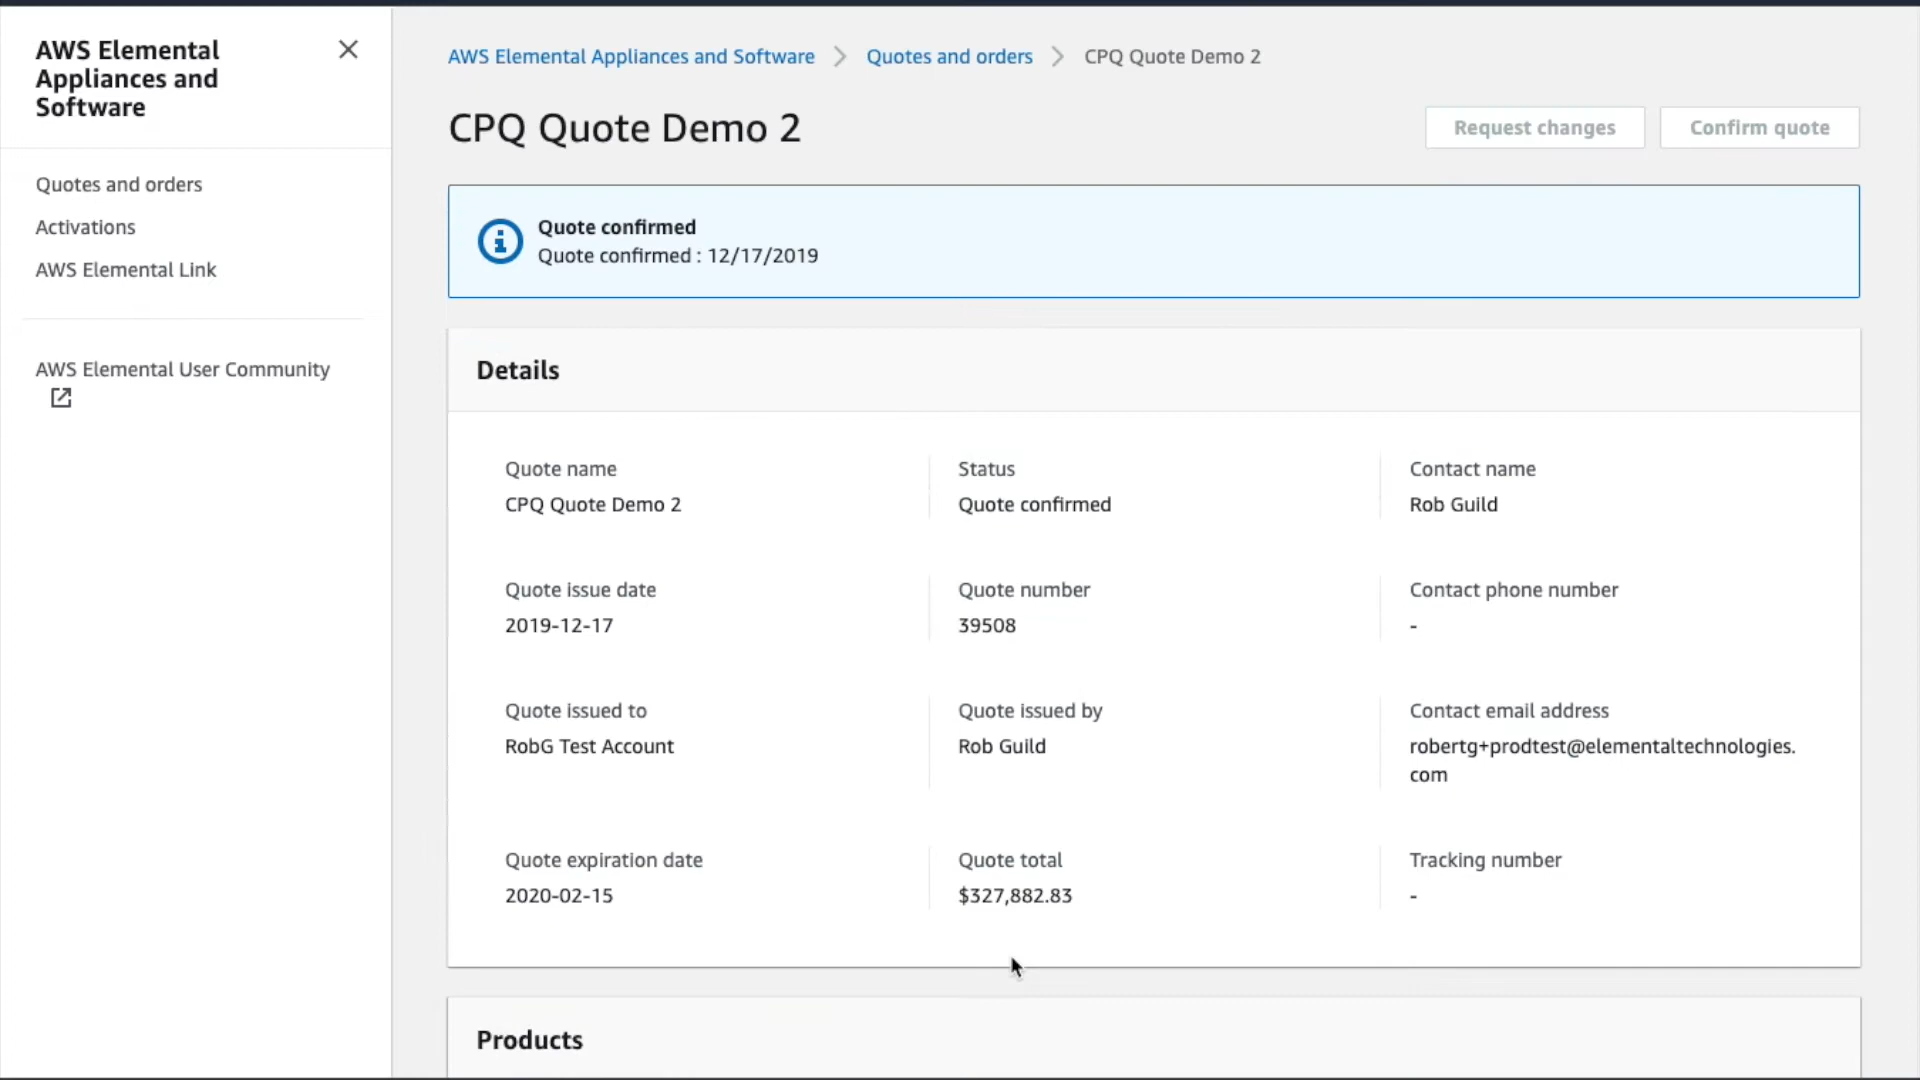 AWS Elemental
Appliances and
Software
Quotes and orders
Activations
AWS Elemental Link
AWS Elemental User Community
AWS Elemental Appliances and Software
Quotes and orders
CPQ Quote Demo 2
CPQ Quote Demo 2
Request changes
Confirm quote
Quote confirmed
Quote confirmed : 12/17/2019
Details
Quote name
CPQ Quote Demo 2
Status
Quote confirmed
Contact name
Rob Guild
Quote issue date
2019-12-17
Quote number
39508
Contact phone number
-
Quote issued to
RobG Test Account
Quote issued by
Rob Guild
Contact email address
robertg+prodtest@elementaltechnologies.
com
Quote expiration date
2020-02-15
Quote total
$327,882.83
Tracking number
-
Products